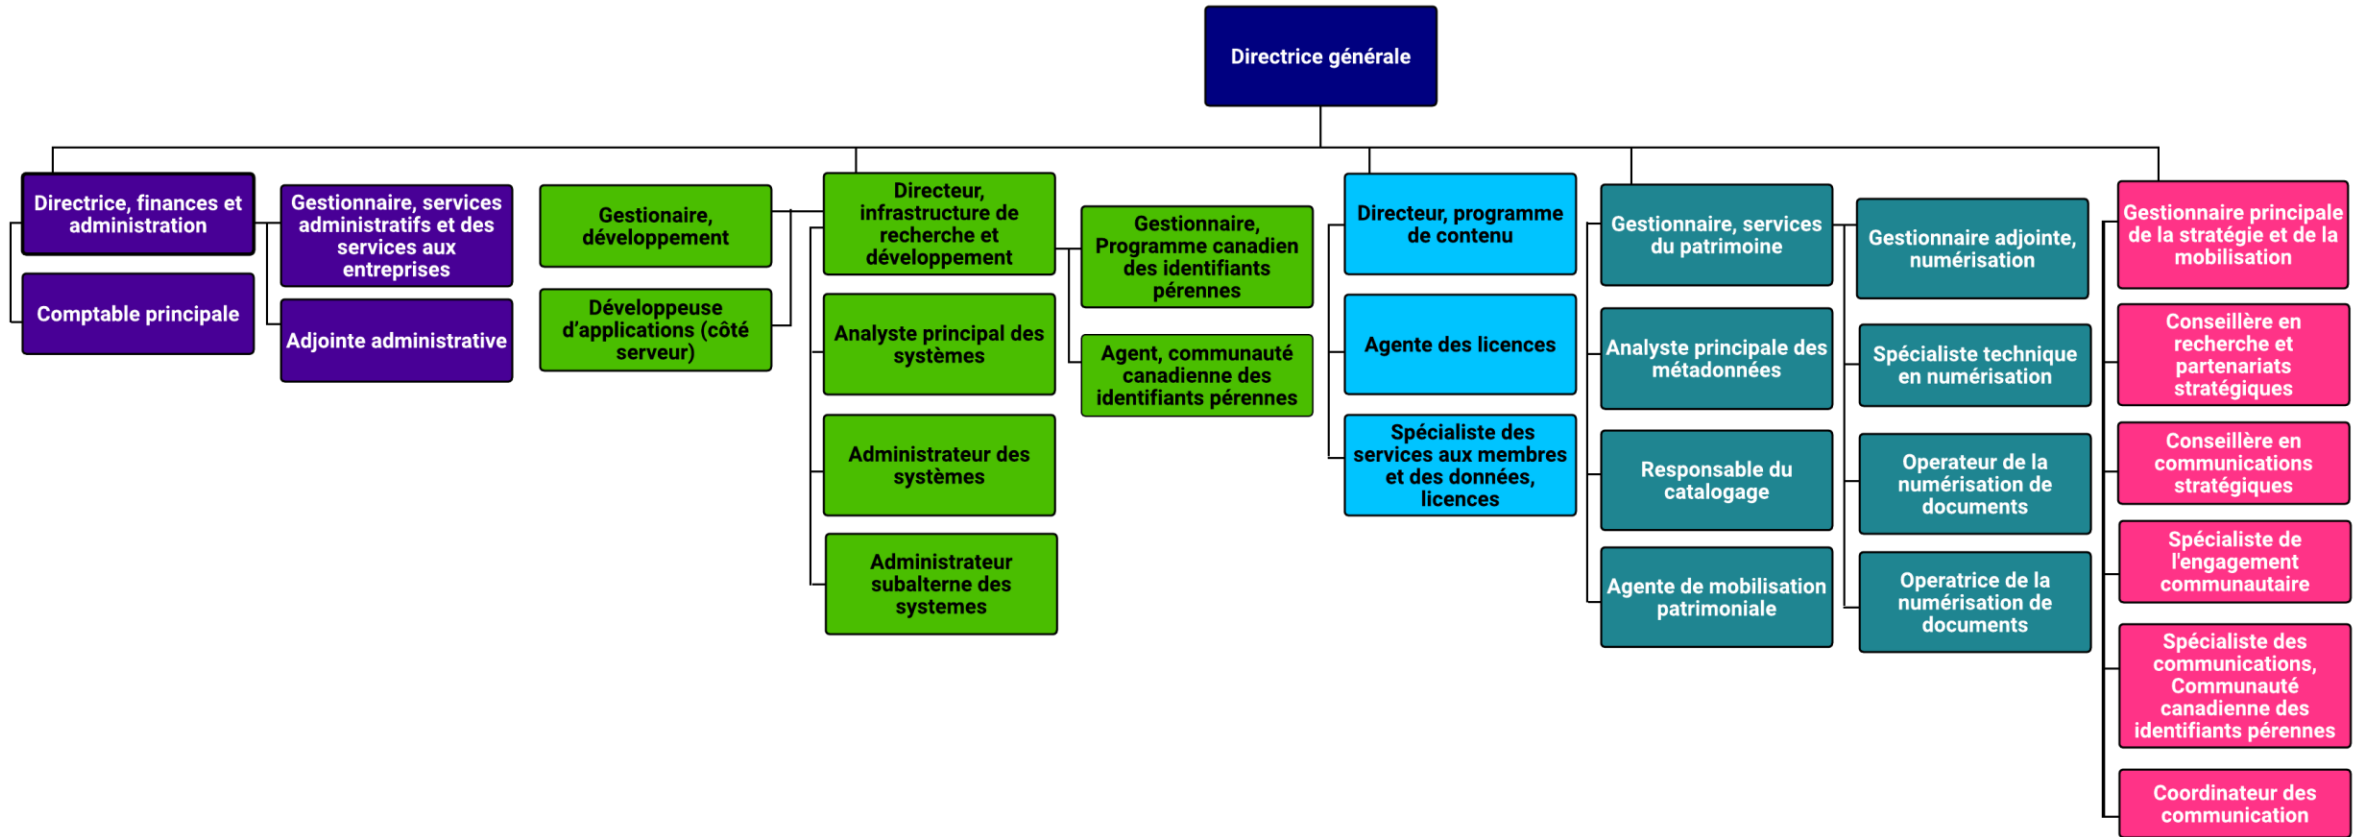 Directrice générale
Directrice, finances et
administration
Comptable principale
Gestionnaire, services
administratifs et des
services aux
entreprises
Adjointe administrative
Gestionaire,
développement
Développeuse
d'applications (côté
serveur)
Directeur,
infrastructure de
recherche et
développement
Analyste principal des
systèmes
Administrateur des
systèmes
Administrateur
subalterne des
systemes
Gestionnaire,
Programme canadien
des identifiants
pérennes
Agent, communauté
canadienne des
identifiants pérennes
Directeur, programme
de contenu
Agente des licences
Spécialiste des
services aux membres
et des données,
licences
Gestionnaire, services
du patrimoine
Analyste principale des
métadonnées
Responsable du
catalogage
Agente de mobilisation
patrimoniale
Gestionnaire adjointe,
numérisation
Spécialiste technique
en numérisation
Operateur de la
numérisation de
documents
Operatrice de la
numérisation de
documents
Gestionnaire principale
de la stratégie et de la
mobilisation
Conseillère en
recherche et
partenariats
stratégiques
Conseillère en
communications
stratégiques
Spécialiste de
l'engagement
communautaire
Spécialiste des
communications,
Communauté
canadienne des
identifiants pérennes
Coordinateur des
communication